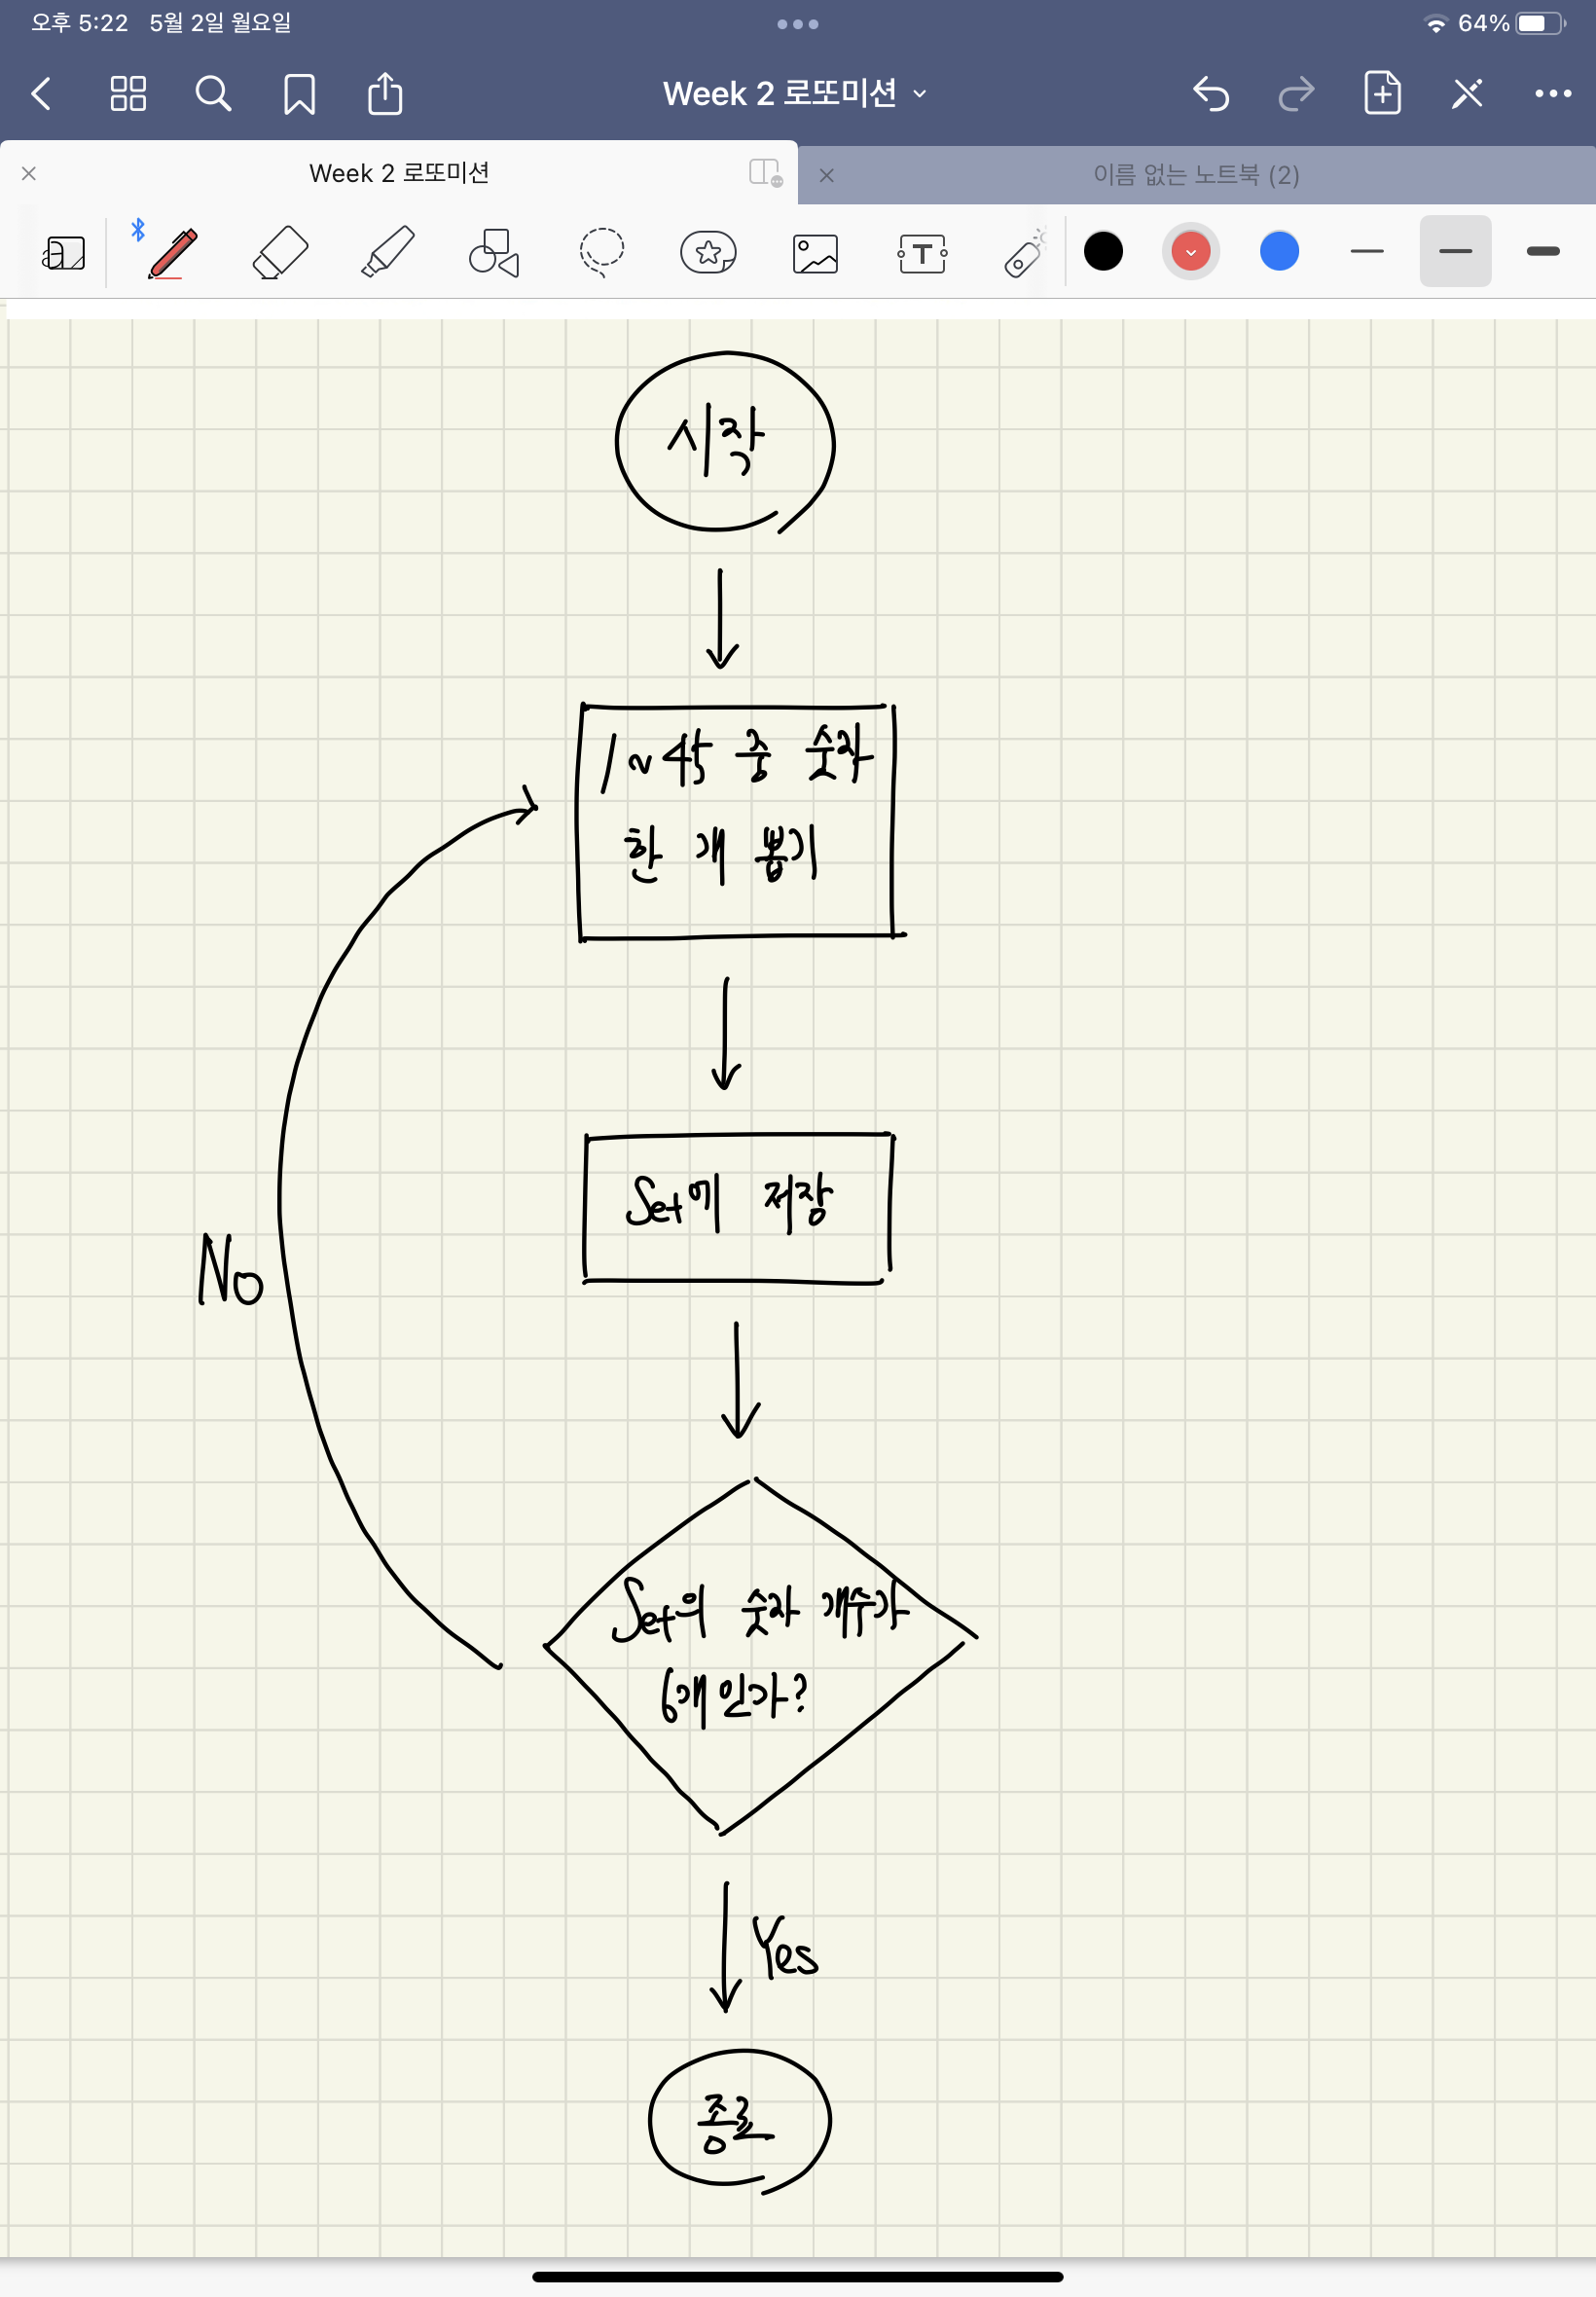 오후 5:22 5월 2일 월요일
64%
Week 2 로또미션
Week 2 로또미션
이름 없는 노트북 (2)
T
시작
1~45 중 숫자
한 개 뽑기
Set에 저장
No
Set의 숫자 개수가
6개인가?
Yes
종료